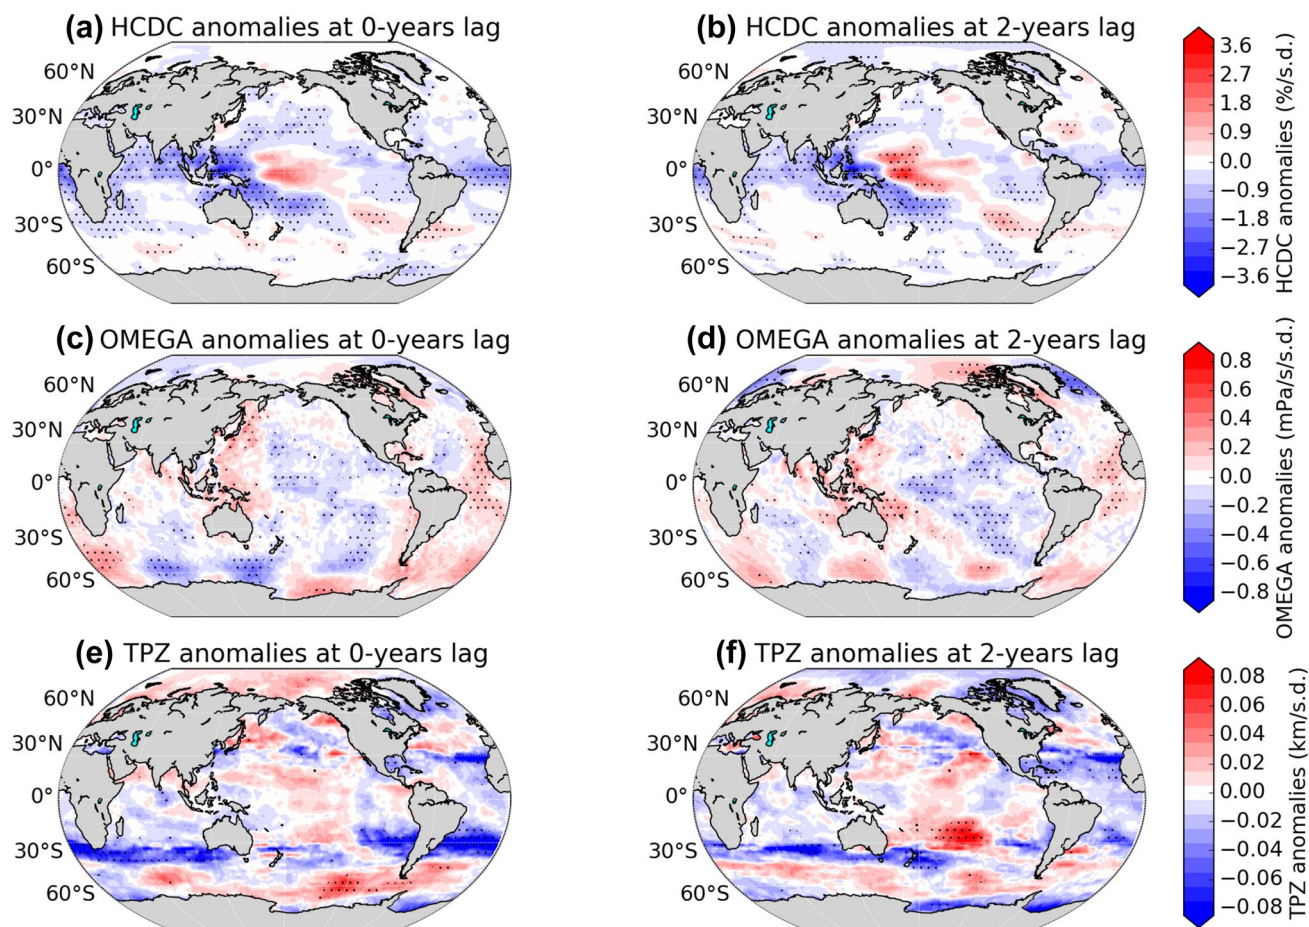 (a) HCDC anomalies at 0-years lag
(b) HCDC anomalies at 2-years lag
60°N
30°N
0°
30°S
60°S
60°N
30°N
0°
30°S
60°S
3.6
2.7
1.8
0.9
0.0
−0.9
−1.8
−2.7
−3.6
HCDC anomalies (%/s.d.)
(c) OMEGA anomalies at 0-years lag
(d) OMEGA anomalies at 2-years lag
60°N
30°N
0°
30°S
60°S
60°N
30°N
0°
30°S
60°S
0.8
0.6
0.4
0.2
0.0
−0.2
−0.4
−0.6
−0.8
OMEGA anomalies (mPa/s/s.d.)
(e) TPZ anomalies at 0-years lag
(f) TPZ anomalies at 2-years lag
60°N
30°N
0°
30°S
60°S
60°N
30°N
0°
30°S
60°S
0.08
0.06
0.04
0.02
0.00
−0.02
−0.04
−0.06
−0.08
TPZ anomalies (km/s.d.)